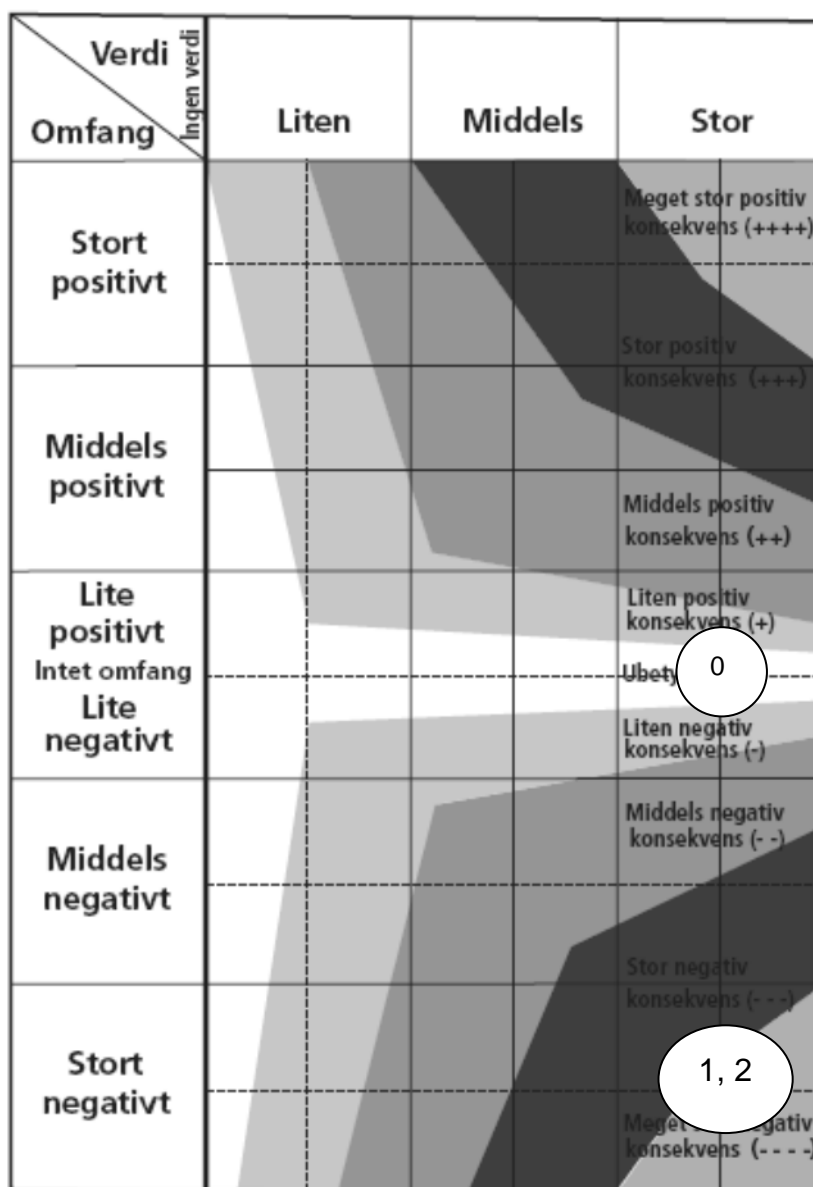 Verdi
Ingen verdi
Omfang
Liten
Middels
Stor
Stort
positivt
Meget stor positiv
konsekvens (++++)
Stor positiv
konsekvens (+++)
Middels
positivt
Middels positiv
konsekvens (++)
Lite
positivt
Liten positiv
konsekvens (+)
Intet omfang
0
Lite
negativt
Liten negativ
konsekvens (-)
Middels
negativt
Middels negativ
konsekvens (- -)
Stor negativ
konsekvens (- - -)
Stort
negativt
1, 2
Meget
konsekvens (- - - -)